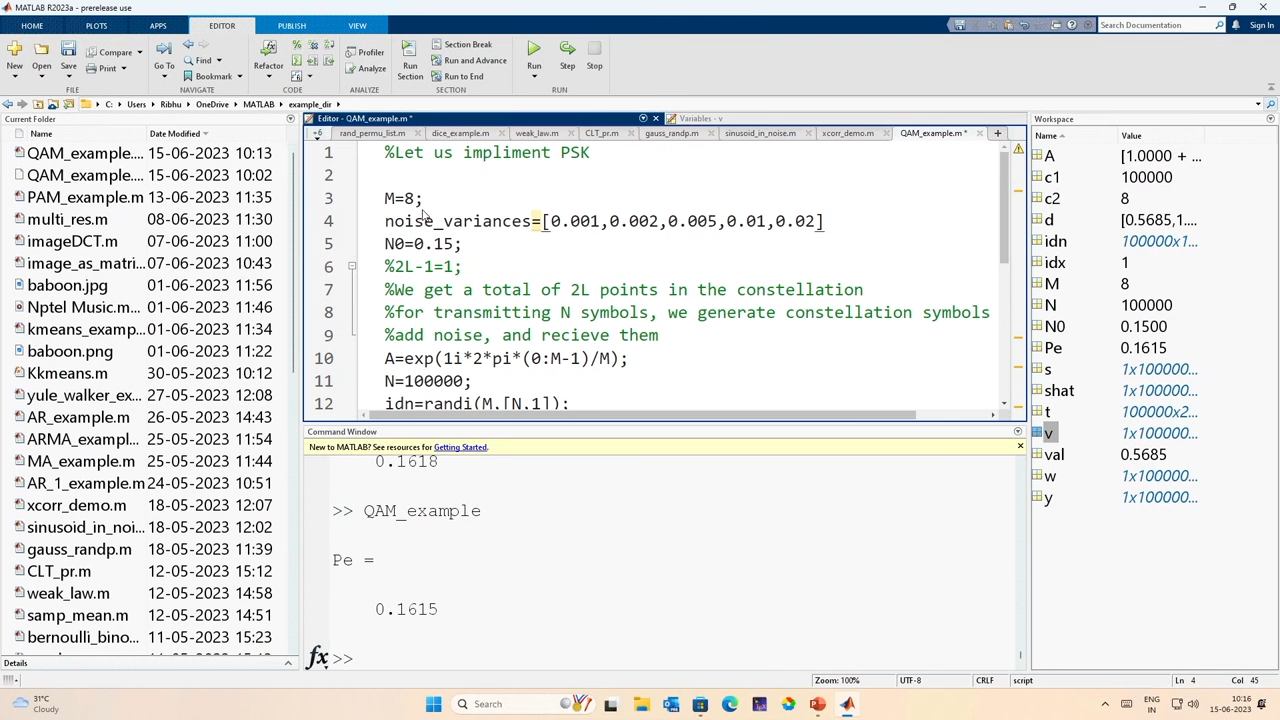 MATLAB R2023a - prerelease use
HOME PLOTS APPS EDITOR PUBLISH VIEW
Search Documentation
Sign In
New Open Save
Compare
Print
Go To
Find
Bookmark
Refactor
Profiler
Analyze
Run Section
Section Break
Run and Advance
Run to End
Run Step Stop
FILE NAVIGATE CODE ANALYZE SECTION RUN
C: Users Ribhu OneDrive MATLAB example_dir
Current Folder
Name Date Modified
QAM_example.... 15-06-2023 10:13
QAM_example.... 15-06-2023 10:02
PAM_example.m 13-06-2023 11:35
multi_res.m 08-06-2023 11:30
imageDCT.m 07-06-2023 11:30
image_as_matri... 07-06-2023 10:43
baboon.jpg 01-06-2023 11:57
Nptel Music.m... 01-06-2023 11:46
kmeans_examp... 01-06-2023 11:34
baboon.png 01-06-2023 11:22
Kkmeans.m 30-05-2023 10:12
yule_walker_ex... 27-05-2023 12:08
AR_example.m 26-05-2023 14:43
ARMA_exampl... 25-05-2023 11:54
MA_example.m 25-05-2023 11:44
AR_1_example.m 24-05-2023 10:51
xcorr_demo.m 18-05-2023 12:07
sinusoid_in_noi... 18-05-2023 12:02
gauss_randp.m 18-05-2023 11:39
CLT_pr.m 12-05-2023 15:12
weak_law.m 12-05-2023 14:58
samp_mean.m 12-05-2023 14:51
bernoulli_bino... 11-05-2023 15:23
Details
Editor - QAM_example.m *
Variables - v
+6 rand_permu_list.m dice_example.m weak_law.m CLT_pr.m gauss_randp.m sinusoid_in_noise.m xcorr_demo.m QAM_example.m *
1 %Let us impliment PSK
2
3 M=8;
4 noise_variances=[0.001,0.002,0.005,0.01,0.02]
5 N0=0.15;
6 %2L-1=1;
7 %We get a total of 2L points in the constellation
8 %for transmitting N symbols, we generate constellation symbols
9 %add noise, and recieve them
10 A=exp(1i*2*pi*(0:M-1)/M);
11 N=100000;
12 idn=randi(M,[N,1]);
Command Window
New to MATLAB? See resources for Getting Started.
0.1618
>> QAM_example
Pe =
0.1615
fx >>
Workspace
Name Value
A [1.0000 + ...
c1 100000
c2 8
d [0.5685,1....
idn 100000x1...
idx 1
M 8
N 100000
N0 0.1500
Pe 0.1615
s 1x100000...
shat 1x100000...
t 100000x2...
v 1x100000...
val 0.5685
w 1x100000...
y 1x100000...
Zoom: 100% UTF-8 CRLF script Ln 4 Col 45
31°C
Cloudy
Search
ENG
IN
10:16
15-06-2023